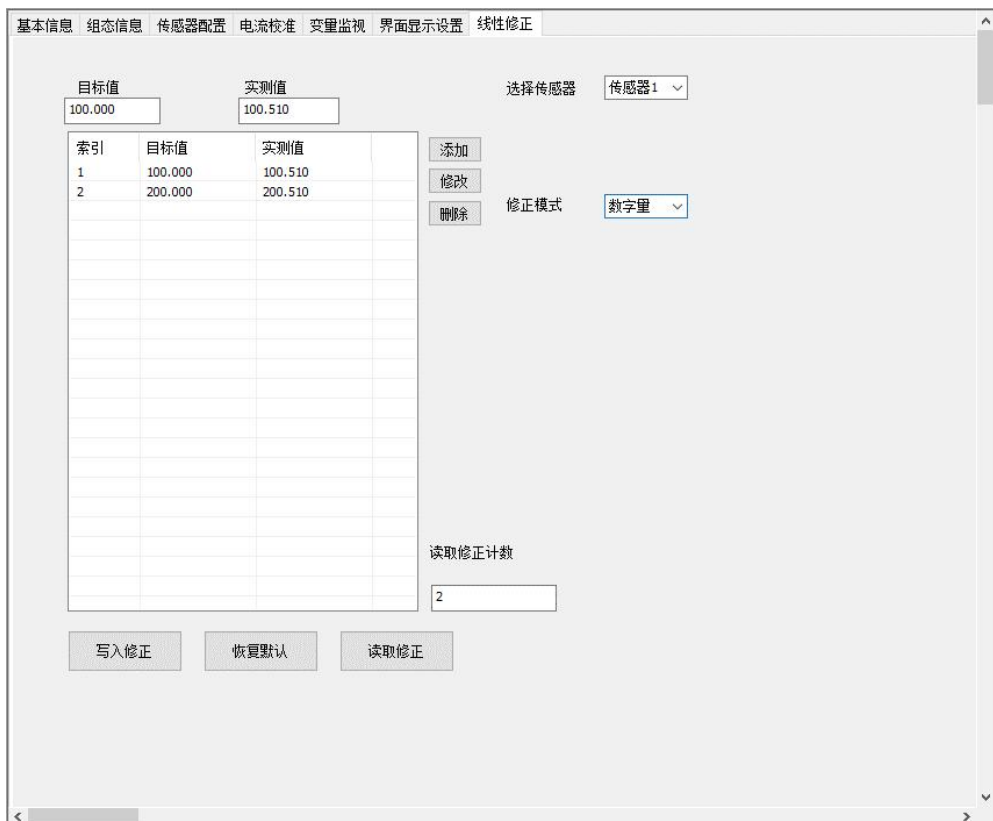 基本信息 组态信息 传感器配置 电流校准 变量监视 界面显示设置 线性修正
目标值 实测值 选择传感器 传感器1
100.000 100.510
索引 目标值 实测值 添加
1 100.000 100.510 修改
2 200.000 200.510 删除 修正模式 数字量
读取修正计数
2
写入修正 恢复默认 读取修正